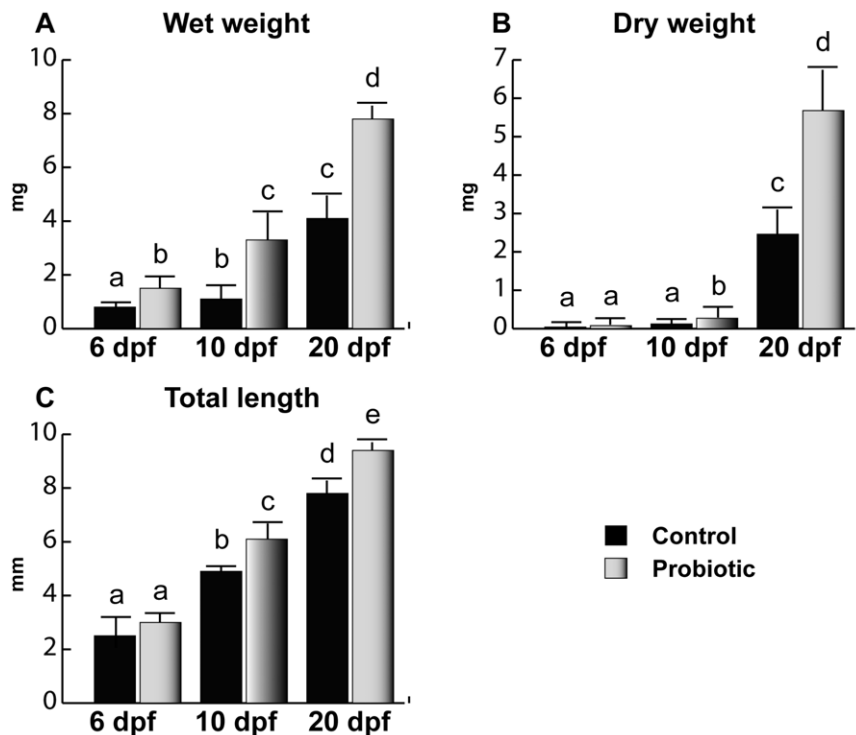 A Wet weight
10
8
6
4
2
0
mg
a b b c c d
6 dpf 10 dpf 20 dpf
B Dry weight
7
6
5
4
3
2
1
0
mg
a a a b c d
6 dpf 10 dpf 20 dpf
C Total length
10
8
6
4
2
0
mm
a a b c d e
6 dpf 10 dpf 20 dpf
Control
Probiotic